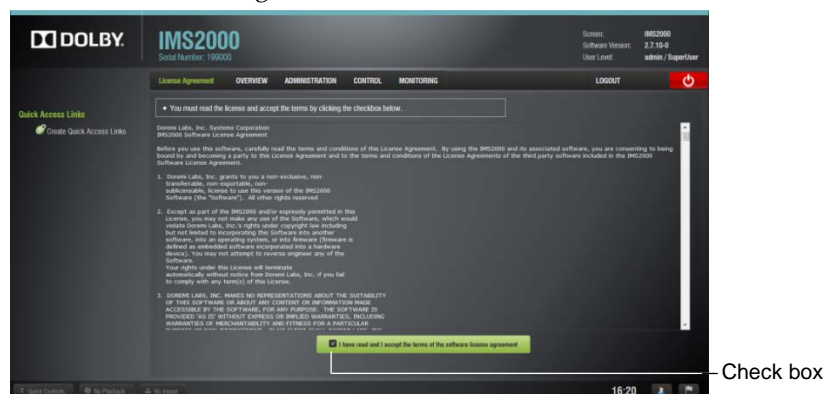 DOLBY.
IMS2000
Serial Number: 199000
Screen: IMS2000
Software Version: 2.7.10-0
User Level: admin / SuperUser
License Agreement OVERVIEW ADMINISTRATION CONTROL MONITORING LOGOUT
Quick Access Links
Create Quick Access Links
• You must read the license and accept the terms by clicking the checkbox below.
Doremi Labs, Inc. Systems Corporation
IMS2000 Software License Agreement
Before you use this software, carefully read the terms and conditions of this License Agreement. By using the IMS2000 and its associated software, you are consenting to being
bound by and becoming a party to this License Agreement and to the terms and conditions of the License Agreements of the third party software included in the IMS2000
Software License Agreement.
1. Doremi Labs, Inc. grants to you a non-exclusive, non-
transferrable, non-exportable, non-
sublicensable, license to use this version of the IMS2000
Software (the "Software"). All other rights reserved
2. Except as part of the IMS2000 and/or expressly permitted in this
License, you may not make any use of the Software, which would
violate Doremi Labs, Inc.'s rights under copyright law including
but not limited to incorporating this Software into another
software, into an operating system, or into firmware (firmware is
defined as embedded software incorporated into a hardware
device). You may not attempt to reverse engineer any of the
Software.
Your rights under this License will terminate
automatically without notice from Doremi Labs, Inc. if you fail
to comply with any term(s) of this License.
3. DOREMI LABS, INC. MAKES NO REPRESENTATIONS ABOUT THE SUITABILITY
OF THIS SOFTWARE OR ABOUT ANY CONTENT OR INFORMATION MADE
ACCESSIBLE BY THE SOFTWARE, FOR ANY PURPOSE. THE SOFTWARE IS
PROVIDED 'AS IS' WITHOUT EXPRESS OR IMPLIED WARRANTIES, INCLUDING
WARRANTIES OF MERCHANTABILITY AND FITNESS FOR A PARTICULAR
I have read and I accept the terms of the software license agreement
Check box
Quick Controls No Playback No Ingest 16:20